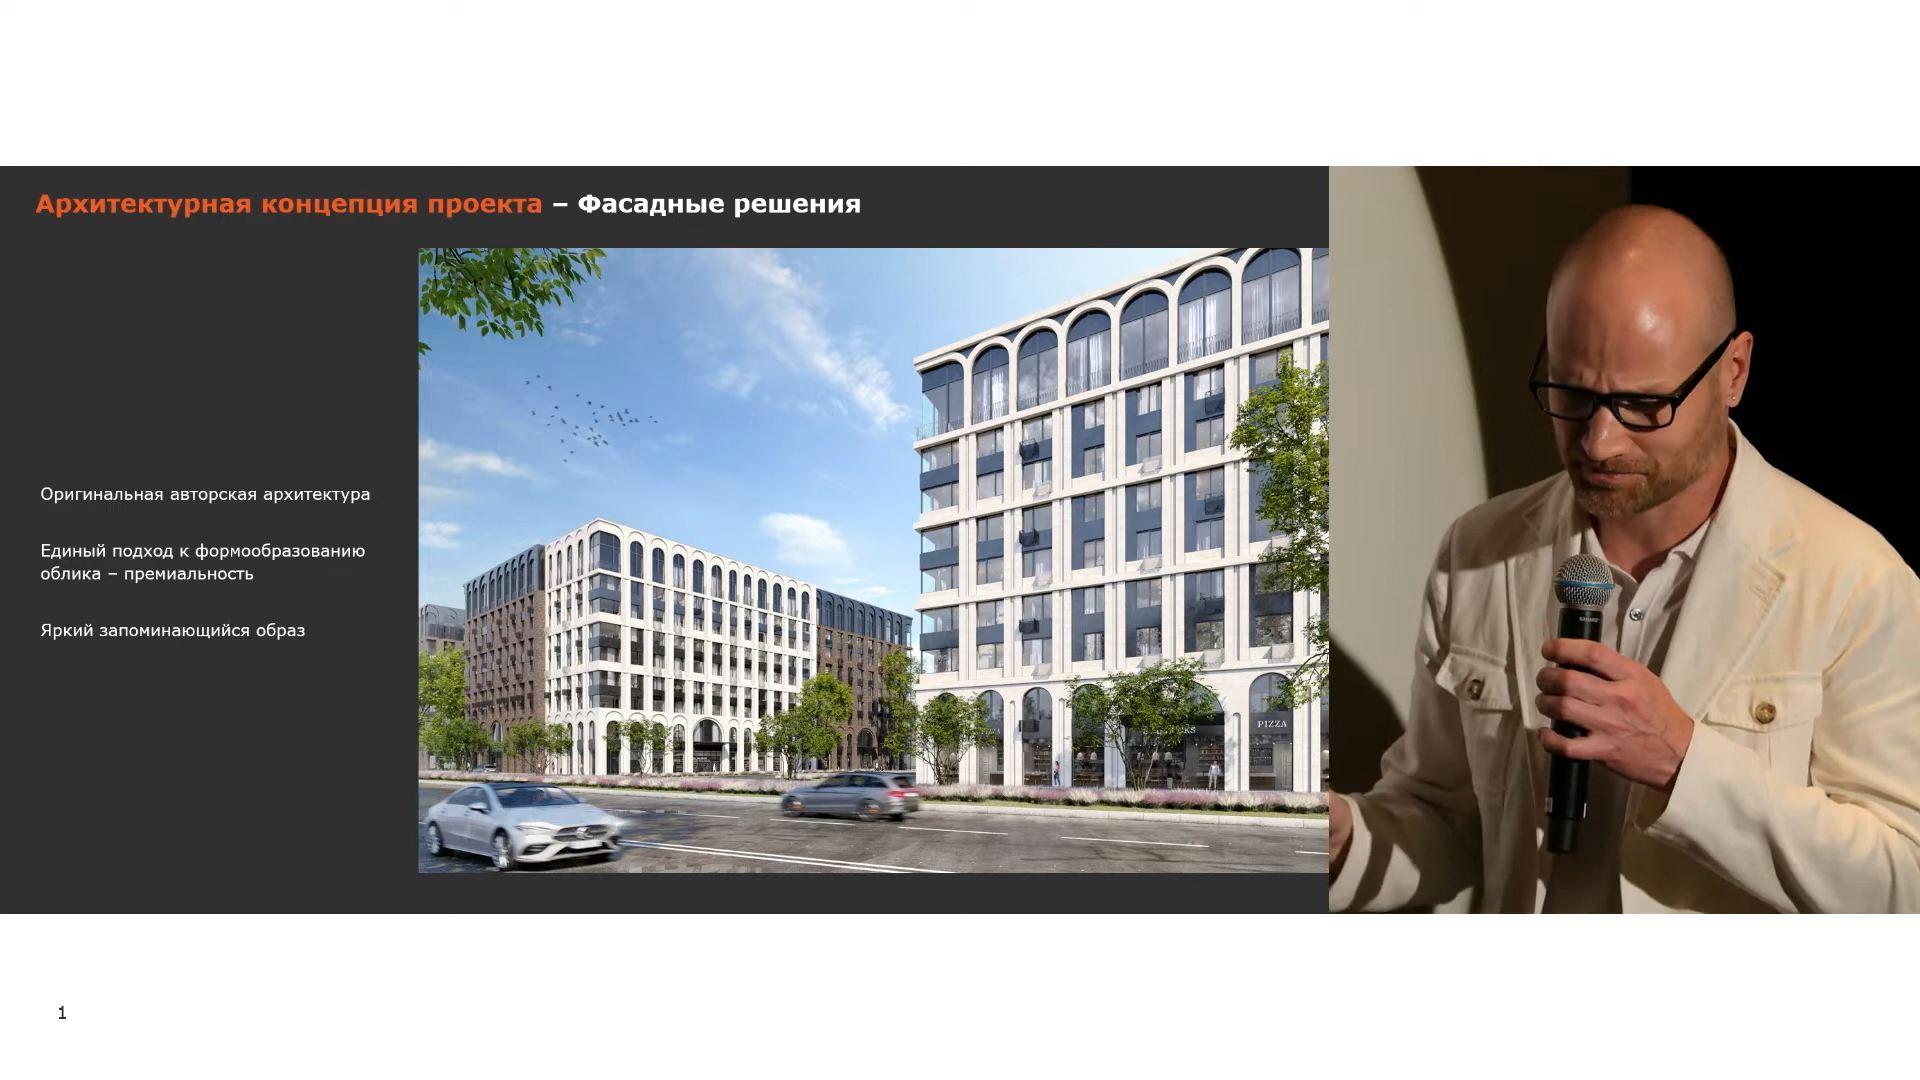 Архитектурная концепция проекта – Фасадные решения
Оригинальная авторская архитектура
Единый подход к формообразованию
облика – премиальность
Яркий запоминающийся образ
PIZZA
1